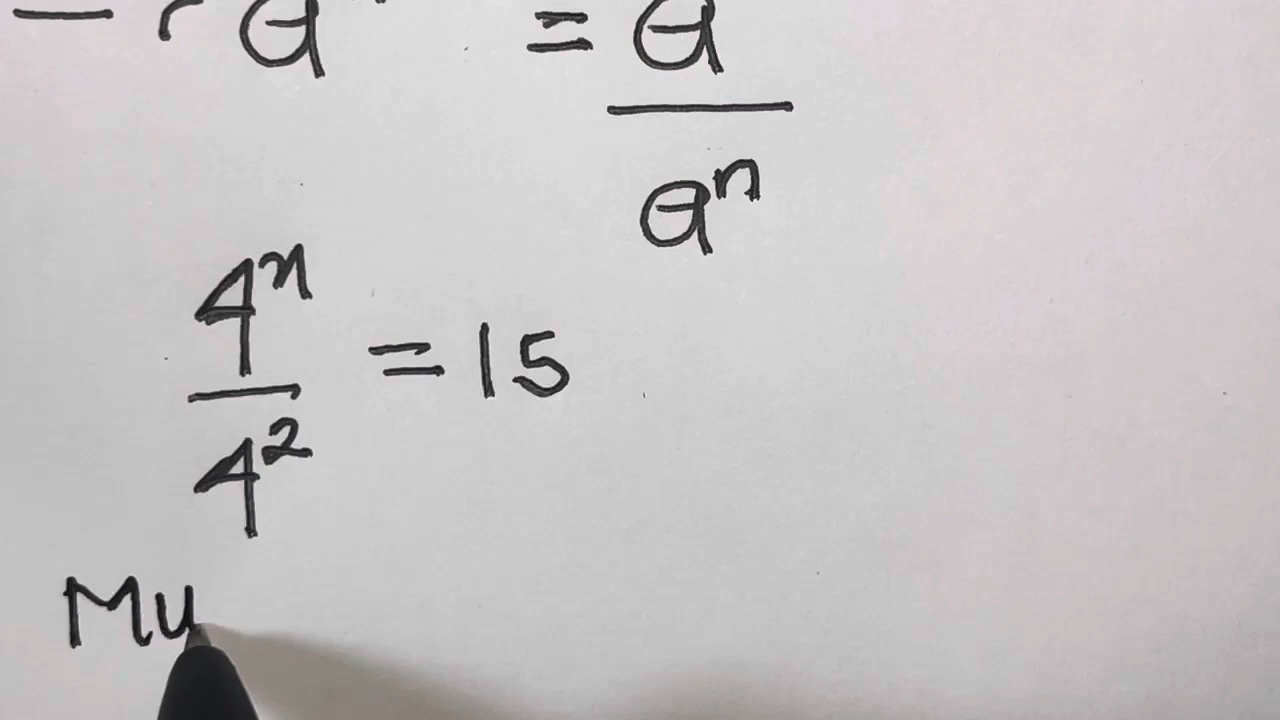 = a / a^n
4^x / 4^2 = 15
Mu